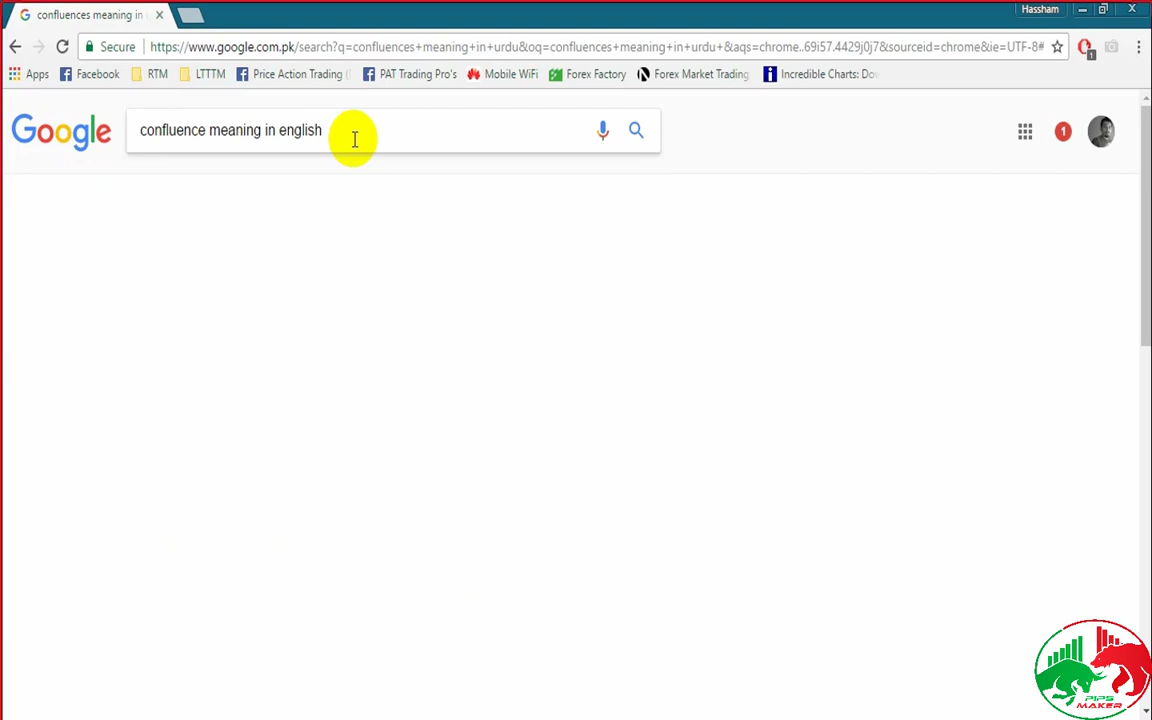 confluences meaning in
Hassham
Secure
https://www.google.com.pk/search?q=confluences+meaning+in+urdu&oq=confluences+meaning+in+urdu+&aqs=chrome..69i57.4429j0j7&sourceid=chrome&ie=UTF-8#
1
Apps Facebook RTM LTTTM Price Action Trading ( PAT Trading Pro's Mobile WiFi Forex Factory Forex Market Trading Incredible Charts: Dow
Google
confluence meaning in english
1
PIPS
MAKER